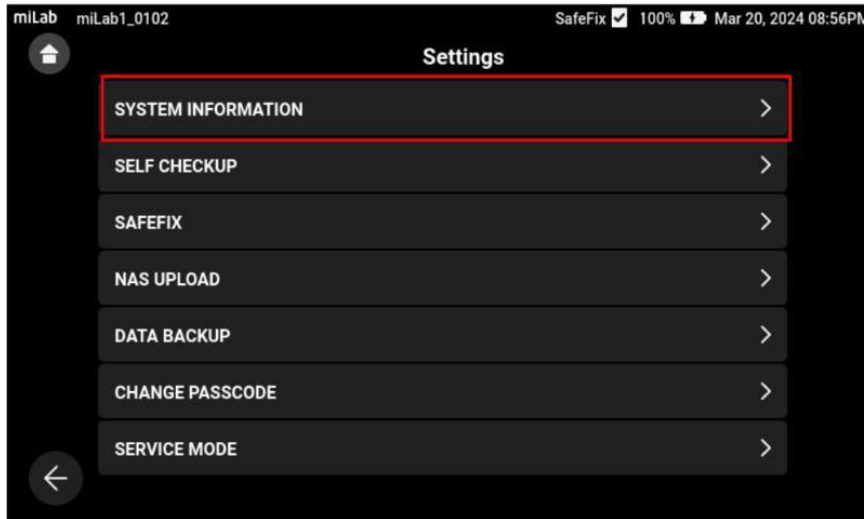 miLab miLab1_0102 SafeFix 100% Mar 20, 2024 08:56PM
Settings
SYSTEM INFORMATION
SELF CHECKUP
SAFEFIX
NAS UPLOAD
DATA BACKUP
CHANGE PASSCODE
SERVICE MODE